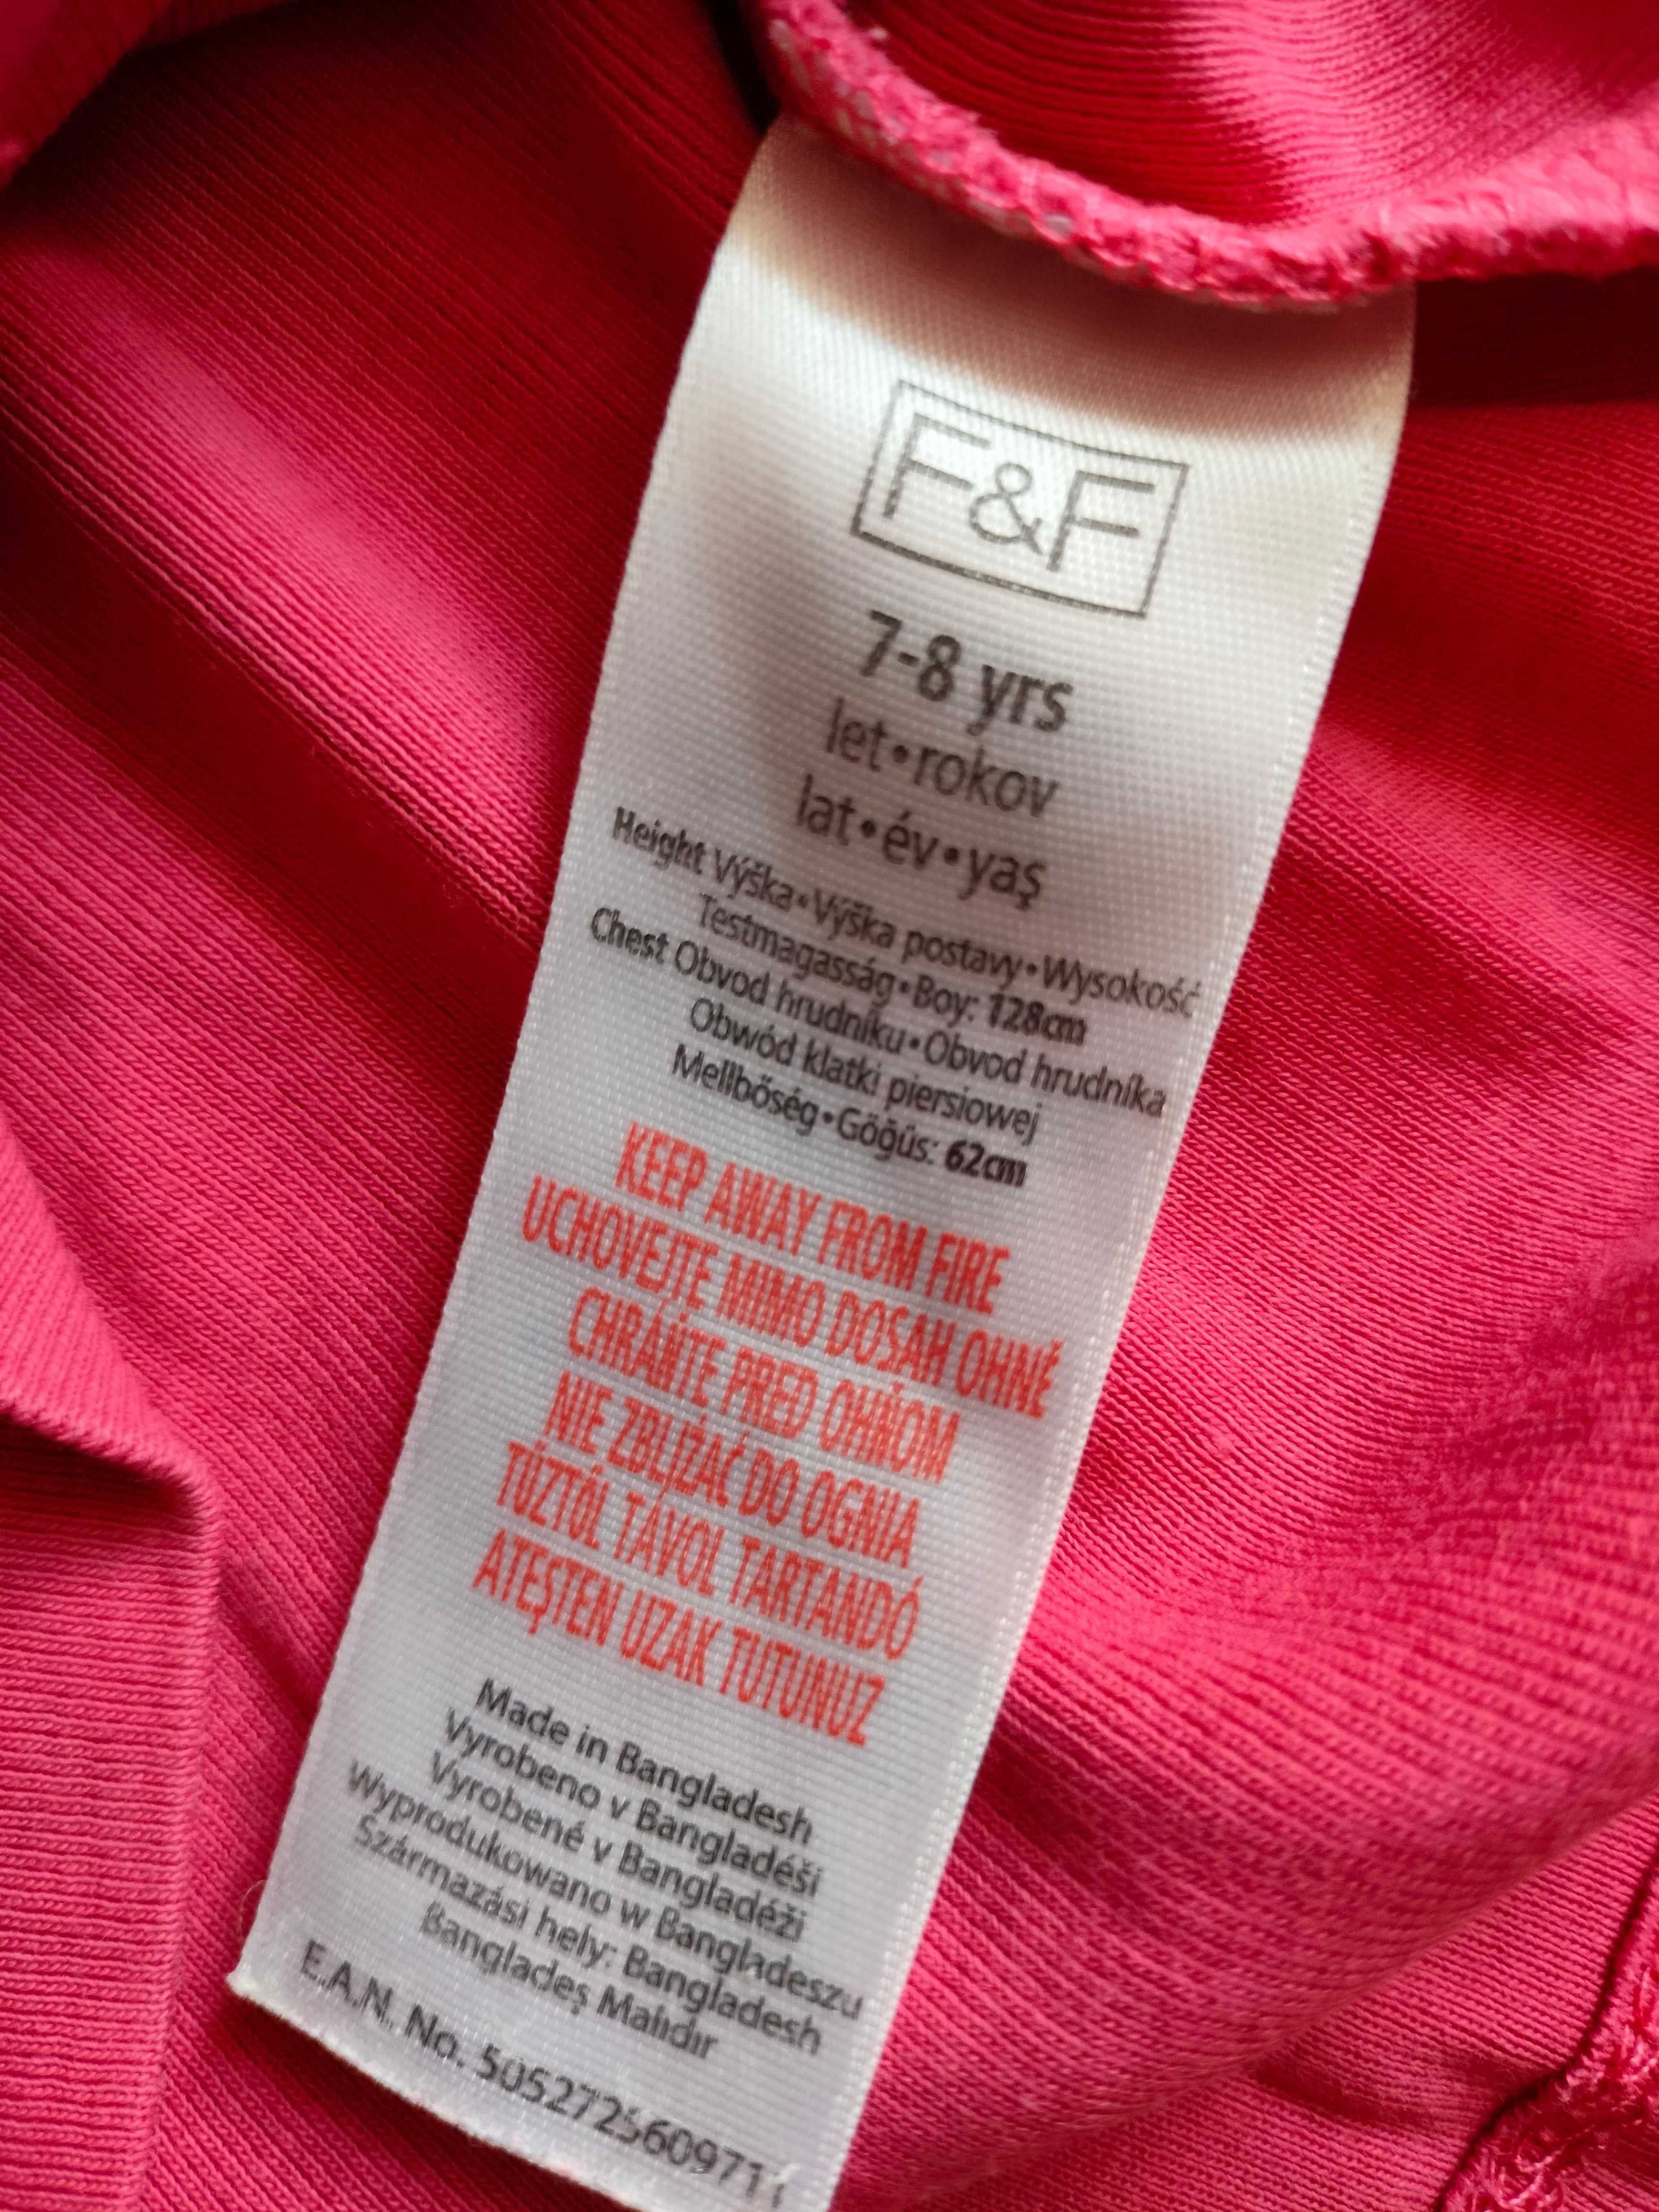 F&F
7-8 yrs
let•rokov
lat•év•yaş
Height Výška•Výška postavy•Wysokość
Testmagasság•Boy: 128cm
Chest Obvod hrudníku•Obvod hrudníka
Obwód klatki piersiowej
Mellbőség•Göğüs: 62cm
KEEP AWAY FROM FIRE
UCHOVEJTE MIMO DOSAH OHNĚ
CHRÁŇTE PRED OHŇOM
NIE ZBLIŻAĆ DO OGNIA
TŰZTŐL TÁVOL TARTANDÓ
ATEŞTEN UZAK TUTUNUZ
Made in Bangladesh
Vyrobeno v Bangladéši
Vyrobené v Bangladéži
Wyprodukowano w Bangladeszu
Származási hely: Bangladesh
Bangladeş Malıdır
E.A.N. No. 5052725609711